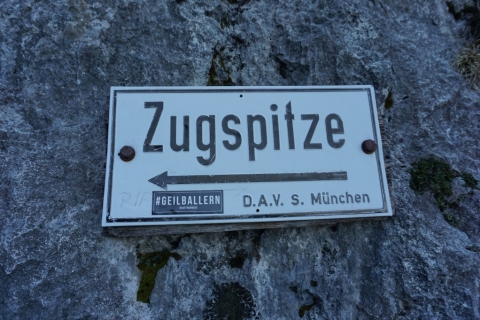 Zugspitze
#GEILBALLERN
D.A.V. s. München